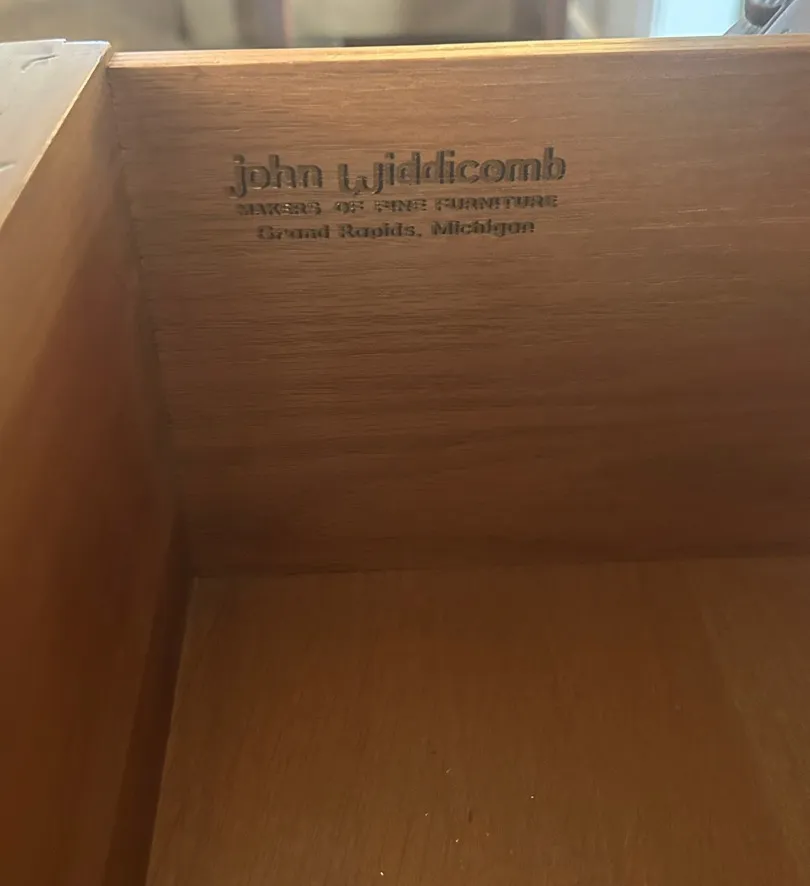 john widdicomb
MAKERS OF FINE FURNITURE
Grand Rapids, Michigan